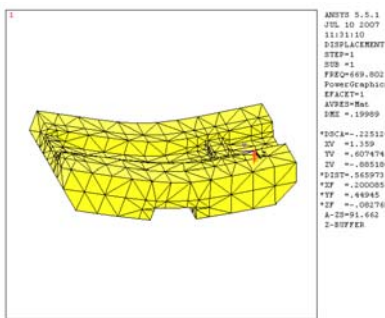 1
ANSYS 5.5.1
JUL 10 2007
11:31:10
DISPLACEMENT
STEP=1
SUB =1
FREQ=669.802
PowerGraphics
EFACET=1
AVRES=Mat
DMX =.19989
*DSCA=-.22512
XV =1.359
YV =.607474
ZV =-.88518
*DIST=.565973
*XF =.200085
*YF =.44945
*ZF =-.08276
A-ZS=91.662
Z-BUFFER